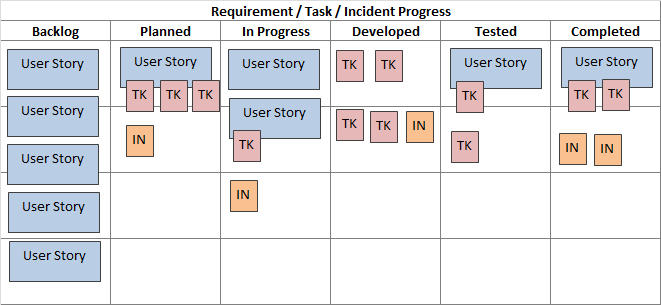 Requirement / Task / Incident Progress
Backlog Planned In Progress Developed Tested Completed
User Story User Story User Story TK TK User Story User Story
TK TK TK TK TK TK
User Story User Story TK TK IN
IN TK TK IN IN
User Story
IN
User Story
User Story